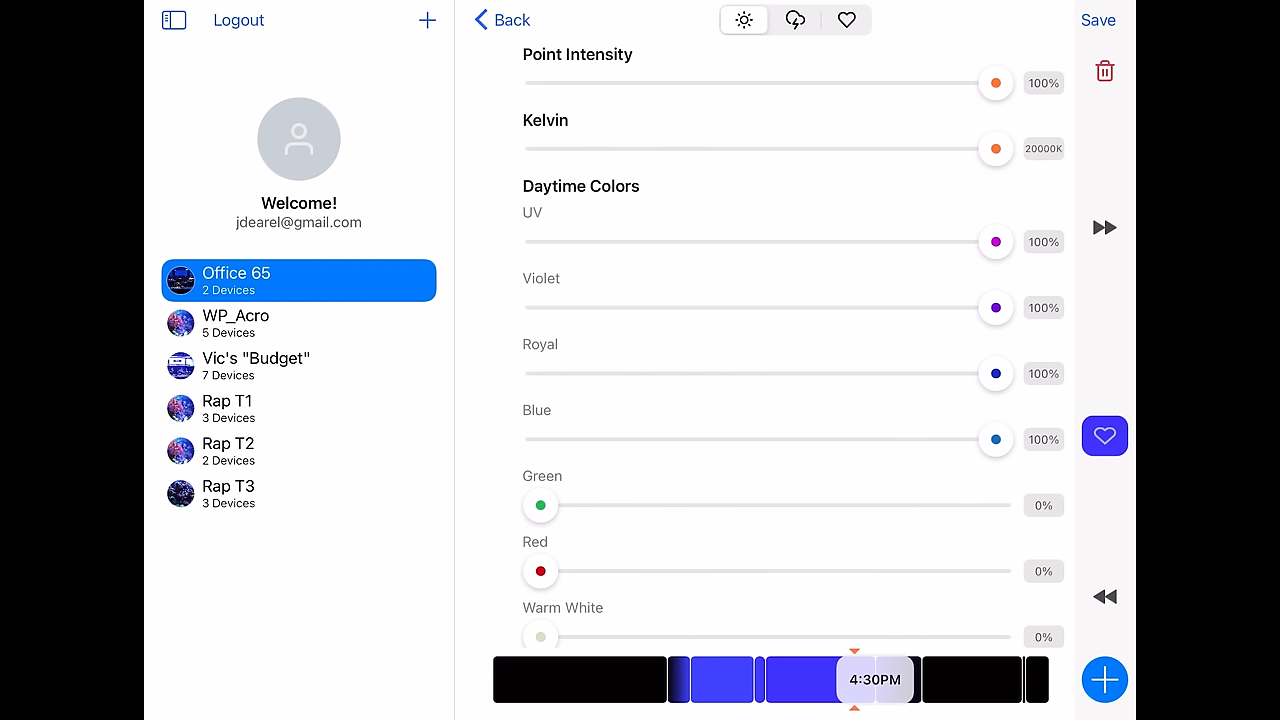 Logout
Welcome!
jdearel@gmail.com
Office 65
2 Devices
WP_Acro
5 Devices
Vic's "Budget"
7 Devices
Rap T1
3 Devices
Rap T2
2 Devices
Rap T3
3 Devices
Back
Save
Point Intensity
100%
Kelvin
20000K
Daytime Colors
UV
100%
Violet
100%
Royal
100%
Blue
100%
Green
0%
Red
0%
Warm White
0%
4:30PM